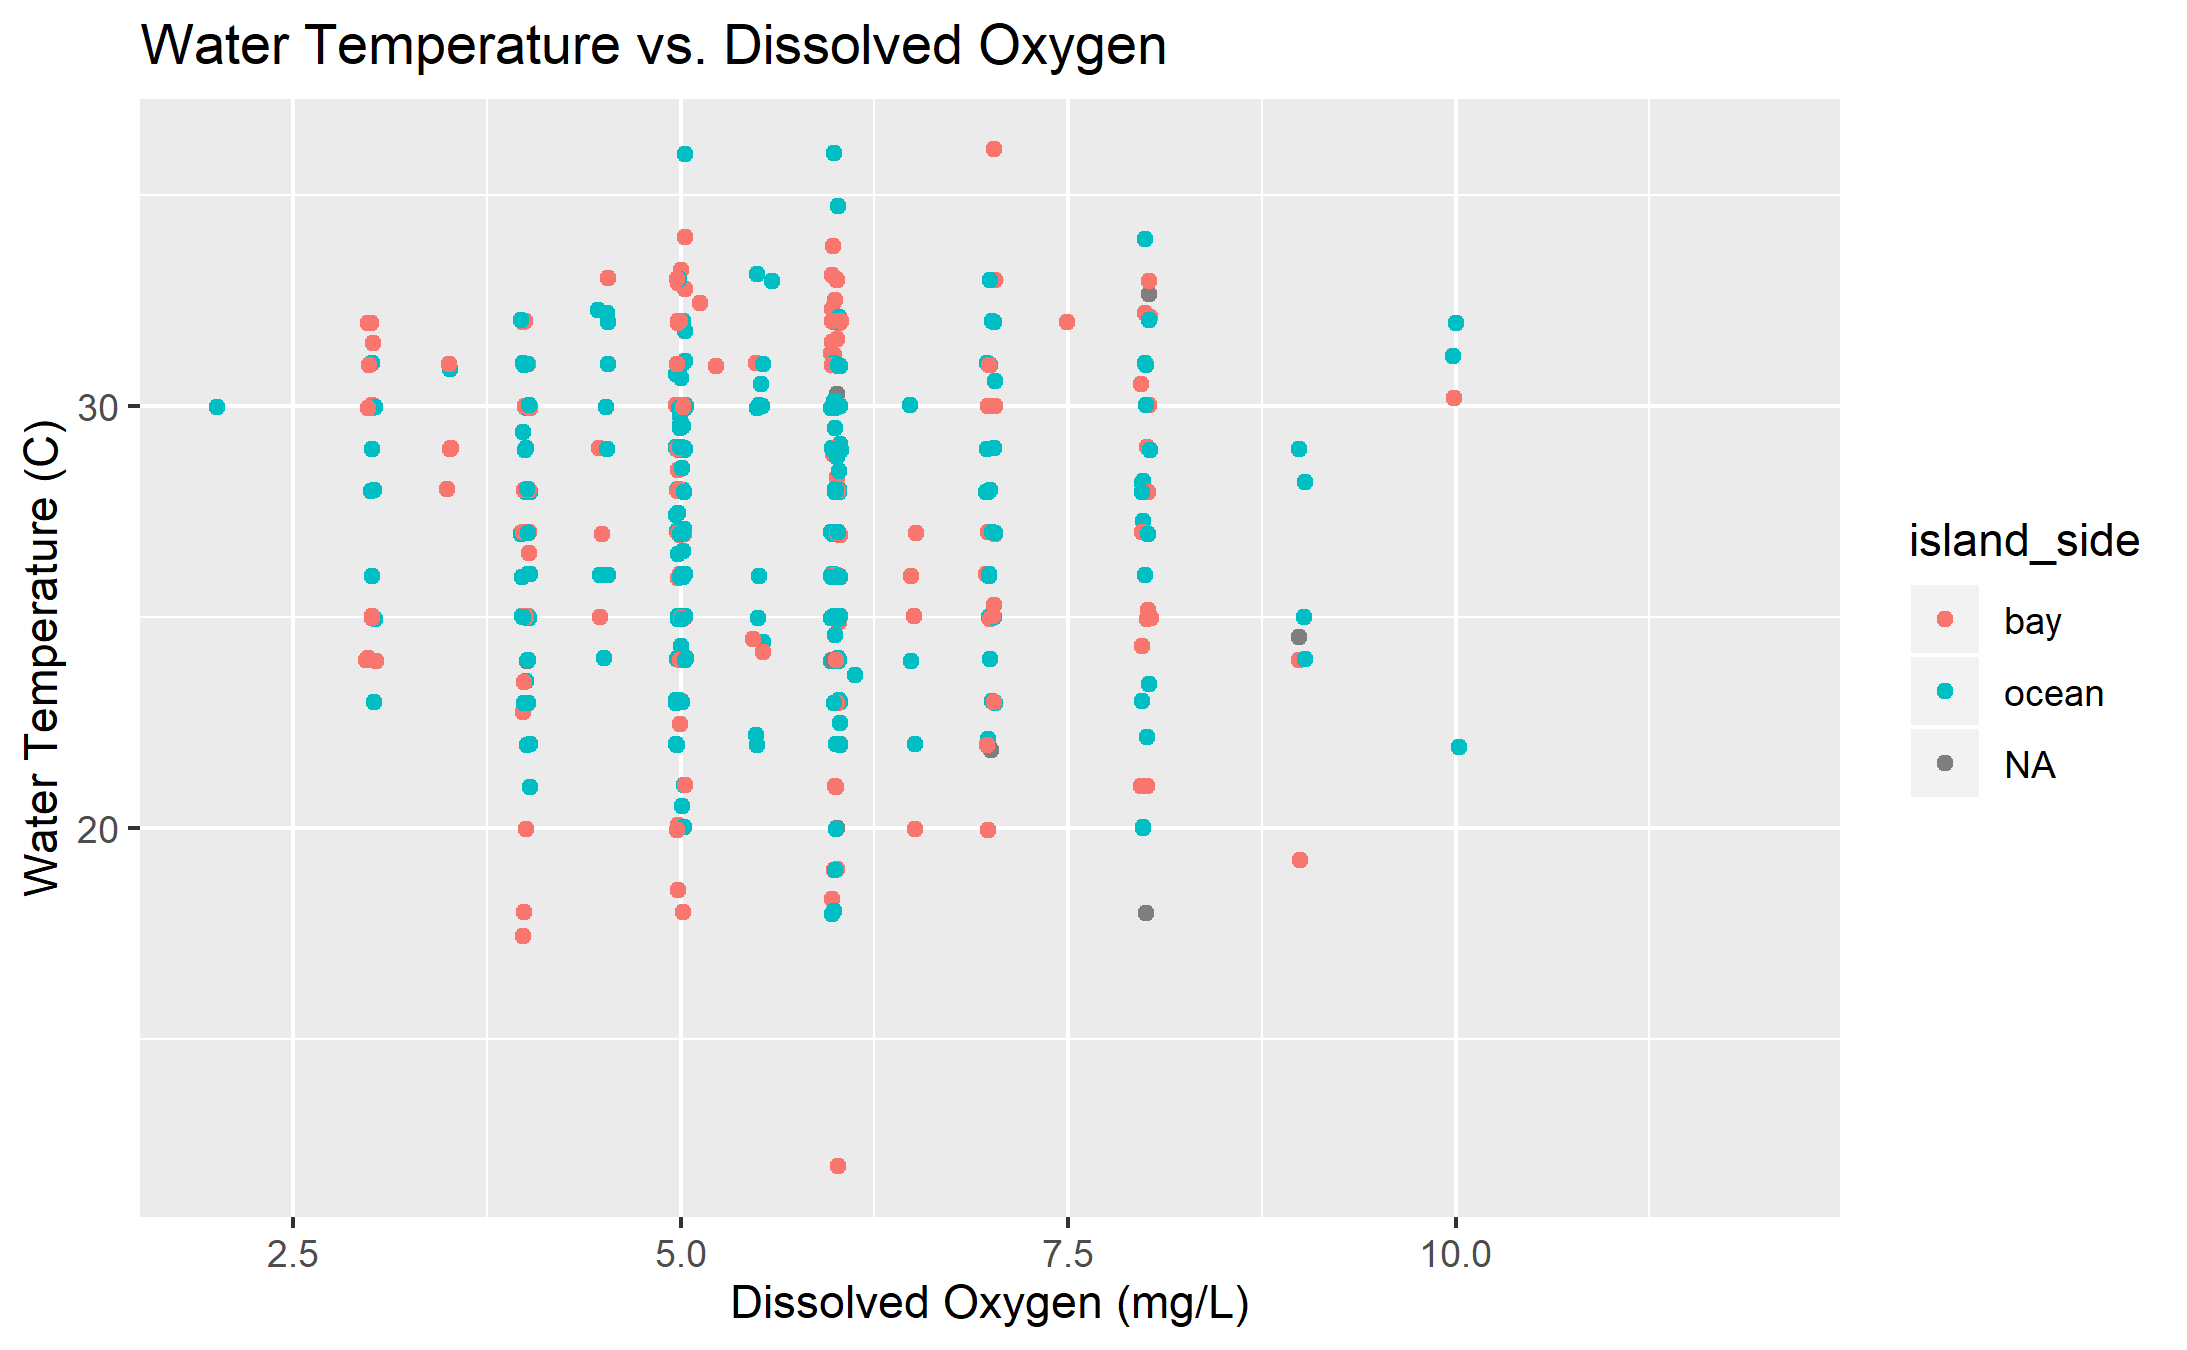 Water Temperature vs. Dissolved Oxygen
Water Temperature (C)
30
20
2.5 5.0 7.5 10.0
Dissolved Oxygen (mg/L)
island_side
bay
ocean
NA